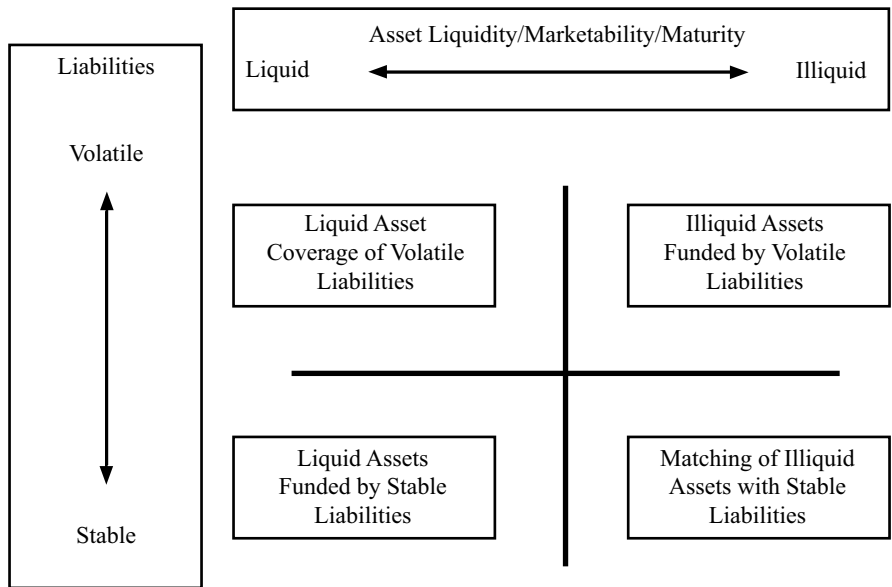 Asset Liquidity/Marketability/Maturity
Liquid
Illiquid
Liabilities
Volatile
Stable
Liquid Asset
Coverage of Volatile
Liabilities
Illiquid Assets
Funded by Volatile
Liabilities
Liquid Assets
Funded by Stable
Liabilities
Matching of Illiquid
Assets with Stable
Liabilities